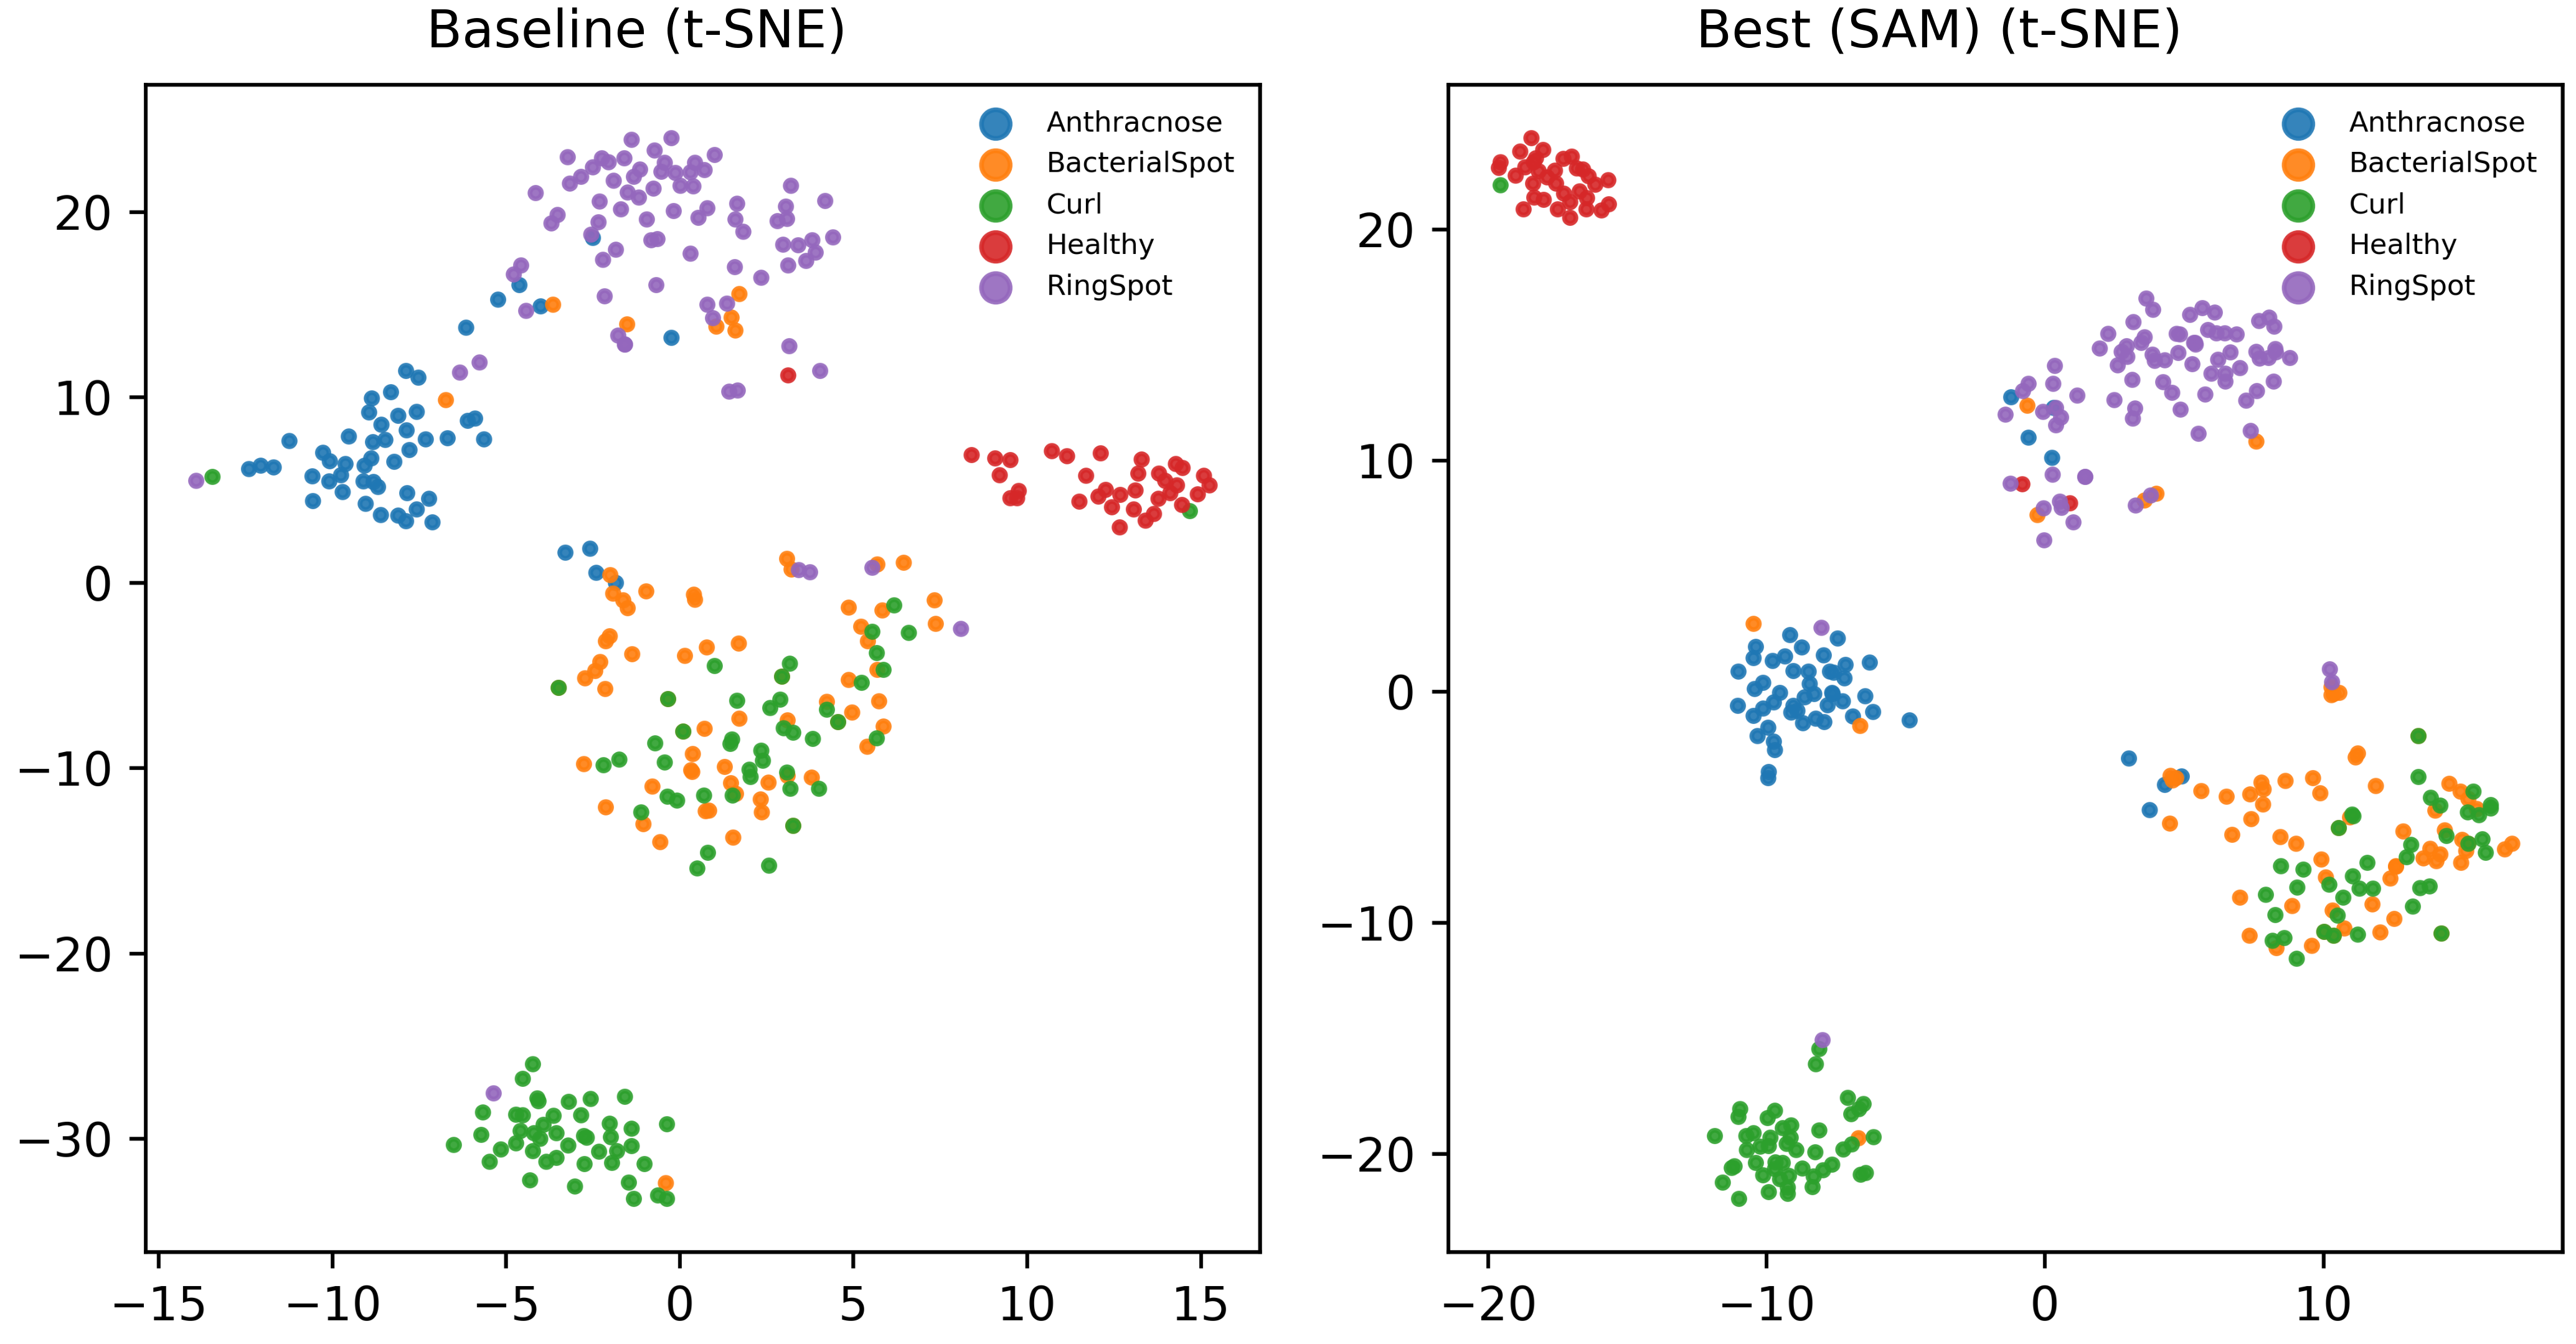 Baseline (t-SNE)
Anthracnose
BacterialSpot
Curl
Healthy
RingSpot
20
10
0
−10
−20
−30
−15 −10 −5 0 5 10 15
Best (SAM) (t-SNE)
Anthracnose
BacterialSpot
Curl
Healthy
RingSpot
20
10
0
−10
−20
−20 −10 0 10